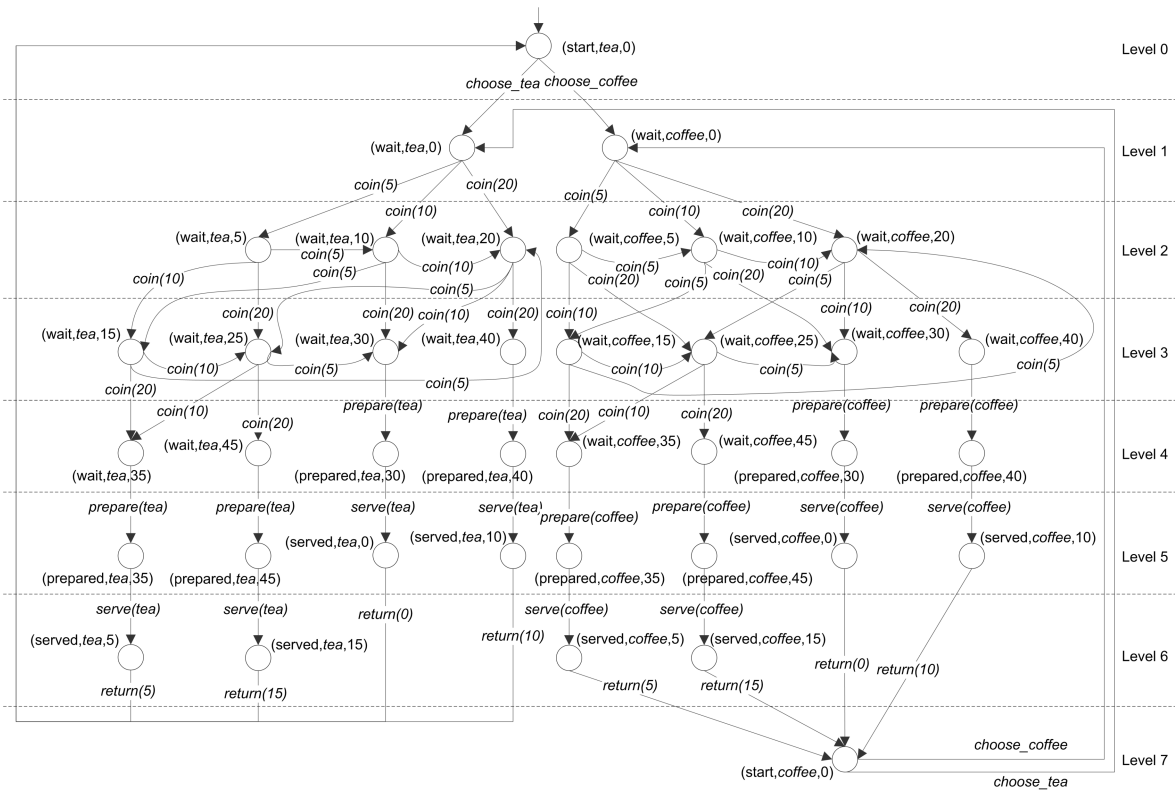 (start,tea,0)
Level 0
choose_tea choose_coffee
(wait,tea,0)
(wait,coffee,0)
Level 1
coin(5)
coin(20)
coin(5)
coin(10)
coin(10)
coin(20)
(wait,tea,5)
(wait,tea,10)
(wait,tea,20)
(wait,coffee,5)
(wait,coffee,10)
(wait,coffee,20)
Level 2
coin(5)
coin(10)
coin(5)
coin(10)
coin(5)
coin(5)
coin(20)
coin(5)
coin(20)
coin(10)
coin(5)
coin(20)
coin(20)
coin(20)
coin(10)
coin(20)
coin(10)
coin(10)
(wait,tea,15)
(wait,tea,25)
(wait,tea,30)
(wait,tea,40)
(wait,coffee,15)
(wait,coffee,25)
(wait,coffee,30)
(wait,coffee,40)
Level 3
coin(10)
coin(5)
coin(5)
coin(10)
coin(5)
coin(5)
coin(20)
coin(10)
coin(20)
prepare(tea)
prepare(tea)
coin(20)
coin(10)
coin(20)
prepare(coffee)
prepare(coffee)
(wait,tea,45)
(wait,coffee,35)
(wait,coffee,45)
Level 4
(wait,tea,35)
(prepared,tea,30)
(prepared,tea,40)
(prepared,coffee,30)
(prepared,coffee,40)
prepare(tea)
prepare(tea)
serve(tea)
serve(tea)
prepare(coffee)
prepare(coffee)
serve(coffee)
serve(coffee)
(served,tea,0)
(served,tea,10)
(served,coffee,0)
(served,coffee,10)
Level 5
(prepared,tea,35)
(prepared,tea,45)
(prepared,coffee,35)
(prepared,coffee,45)
serve(tea)
serve(tea)
return(0)
serve(coffee)
serve(coffee)
(served,tea,5)
(served,tea,15)
return(10)
(served,coffee,5)
(served,coffee,15)
Level 6
return(0)
return(10)
return(5)
return(15)
return(5)
return(15)
choose_coffee
Level 7
(start,coffee,0)
choose_tea